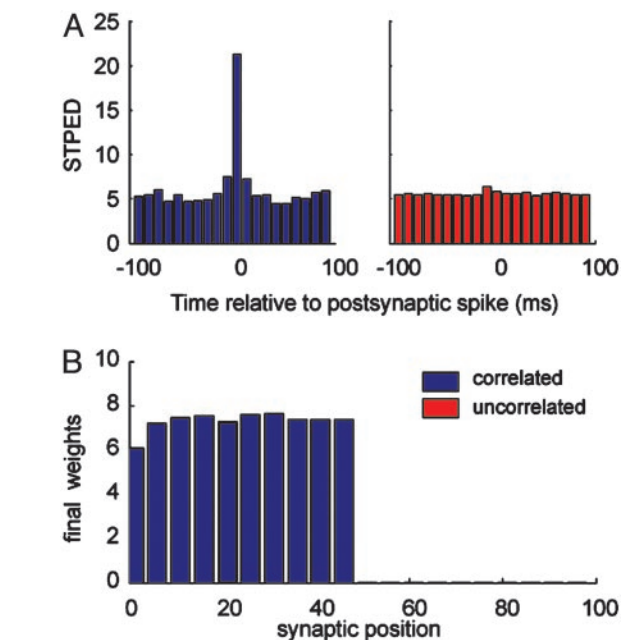 A
25
20
15
10
5
0
STPED
-100 0 100 -100 0 100
Time relative to postsynaptic spike (ms)
B
10
8
6
4
2
0
final weights
correlated
uncorrelated
0 20 40 60 80 100
synaptic position